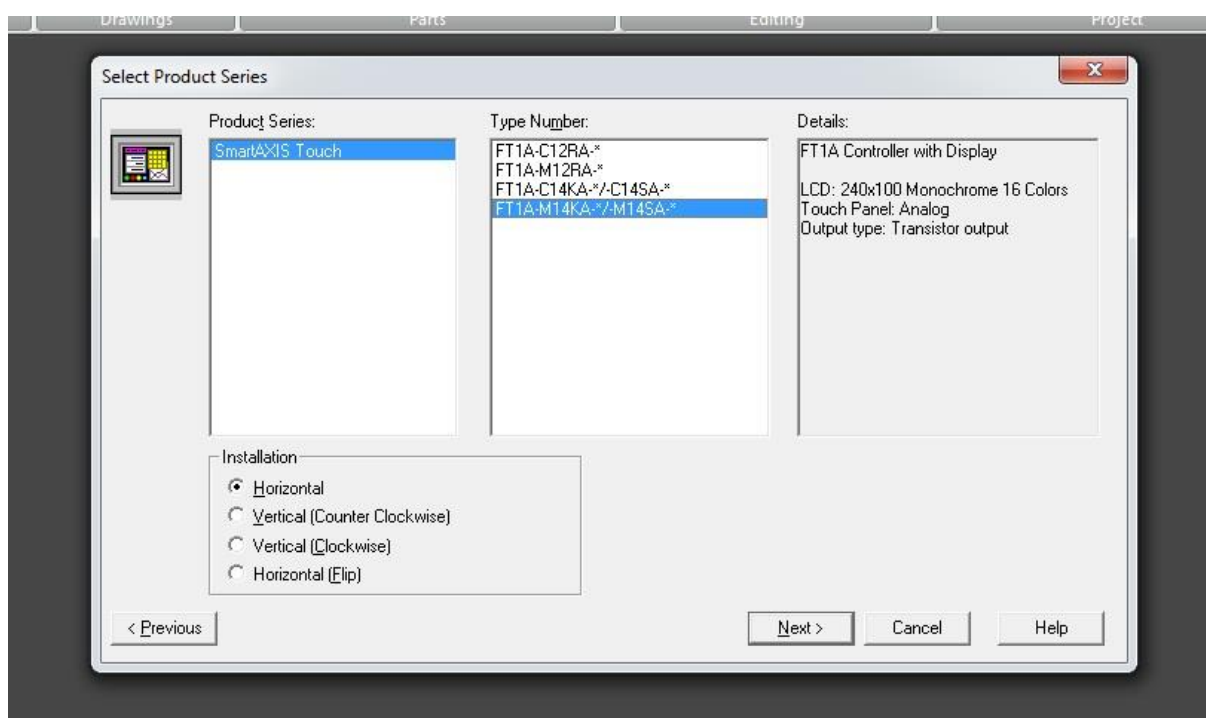 Drawings Parts Editing Project
Select Product Series
x
Product Series:
SmartAXIS Touch
Type Number:
FT1A-C12RA-*
FT1A-M12RA-*
FT1A-C14KA-*/-C14SA-*
FT1A-M14KA-*/-M14SA-*
Details:
FT1A Controller with Display
LCD: 240x100 Monochrome 16 Colors
Touch Panel: Analog
Output type: Transistor output
Installation
Horizontal
Vertical (Counter Clockwise)
Vertical (Clockwise)
Horizontal (Flip)
< Previous
Next >
Cancel
Help